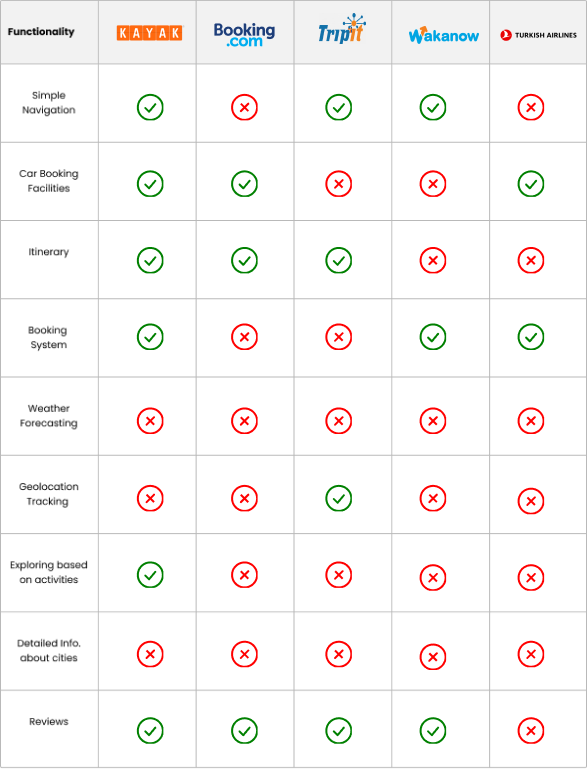 Functionality
KAYAK
Booking
.com
TripIt
Wakanow
TURKISH AIRLINES
Simple
Navigation
Car Booking
Facilities
Itinerary
Booking
System
Weather
Forecasting
Geolocation
Tracking
Exploring based
on activities
Detailed Info.
about cities
Reviews